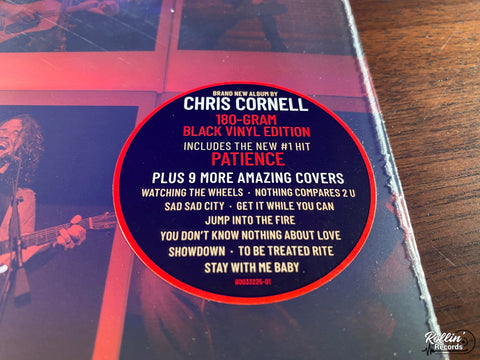 BRAND NEW ALBUM BY
CHRIS CORNELL
180-GRAM
BLACK VINYL EDITION
INCLUDES THE NEW #1 HIT
PATIENCE
PLUS 9 MORE AMAZING COVERS
WATCHING THE WHEELS · NOTHING COMPARES 2 U
SAD SAD CITY · GET IT WHILE YOU CAN
JUMP INTO THE FIRE
YOU DON'T KNOW NOTHING ABOUT LOVE
SHOWDOWN · TO BE TREATED RITE
STAY WITH ME BABY
B0033225-01
Rollin'
Records